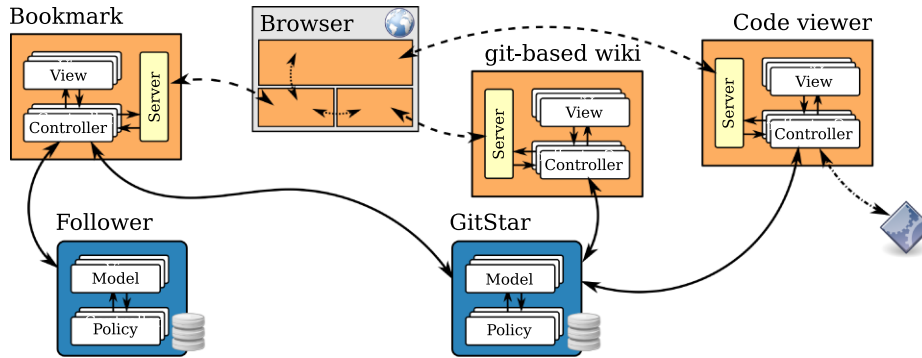 Bookmark
Browser
Code viewer
git-based wiki
View
Controller
Server
Server
View
Controller
Server
View
Controller
Follower
GitStar
Model
Policy
Model
Policy